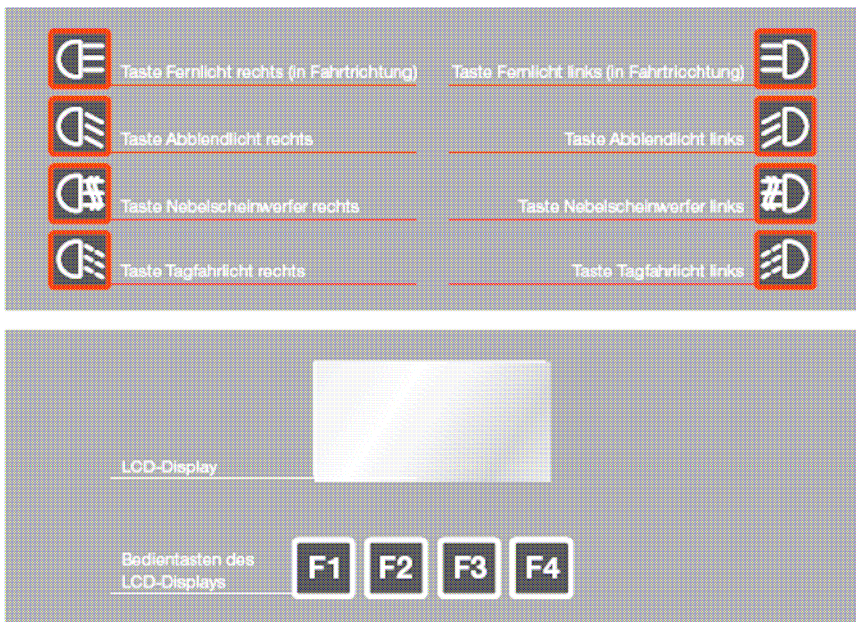 Taste Fernlicht rechts (in Fahrtrichtung)
Taste Fernlicht links (in Fahrtricchtung)
Taste Abblendlicht rechts
Taste Abblendlicht links
Taste Nebelscheinwerfer rechts
Taste Nebelscheinwerfer links
Taste Tagfahrlicht rechts
Taste Tagfahrlicht links
LCD-Display
Bedientasten des
LCD-Displays
F1 F2 F3 F4